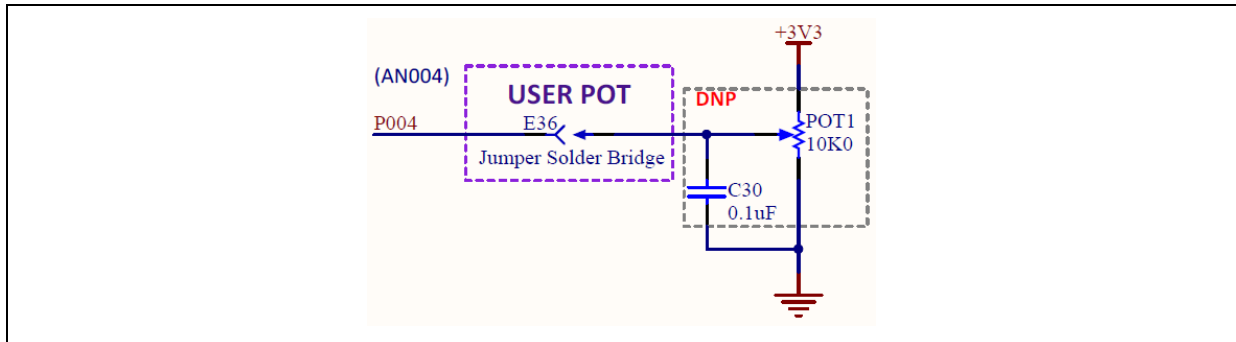 +3V3
(AN004)
USER POT
DNP
P004
E36
POT1
10K0
Jumper Solder Bridge
C30
0.1uF